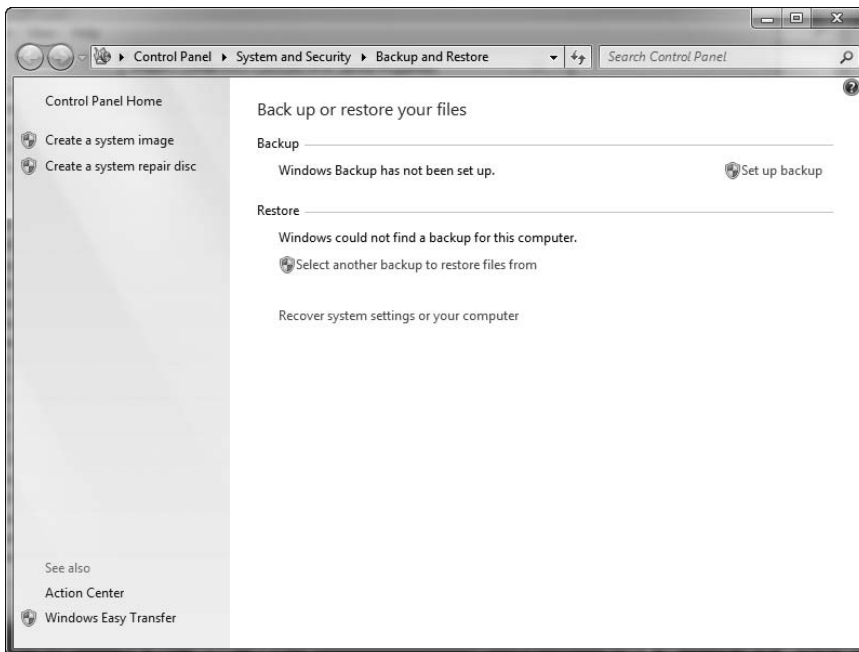 Control Panel ▸ System and Security ▸ Backup and Restore
Search Control Panel
Control Panel Home
Create a system image
Create a system repair disc
Back up or restore your files
Backup
Windows Backup has not been set up.
Set up backup
Restore
Windows could not find a backup for this computer.
Select another backup to restore files from
Recover system settings or your computer
See also
Action Center
Windows Easy Transfer